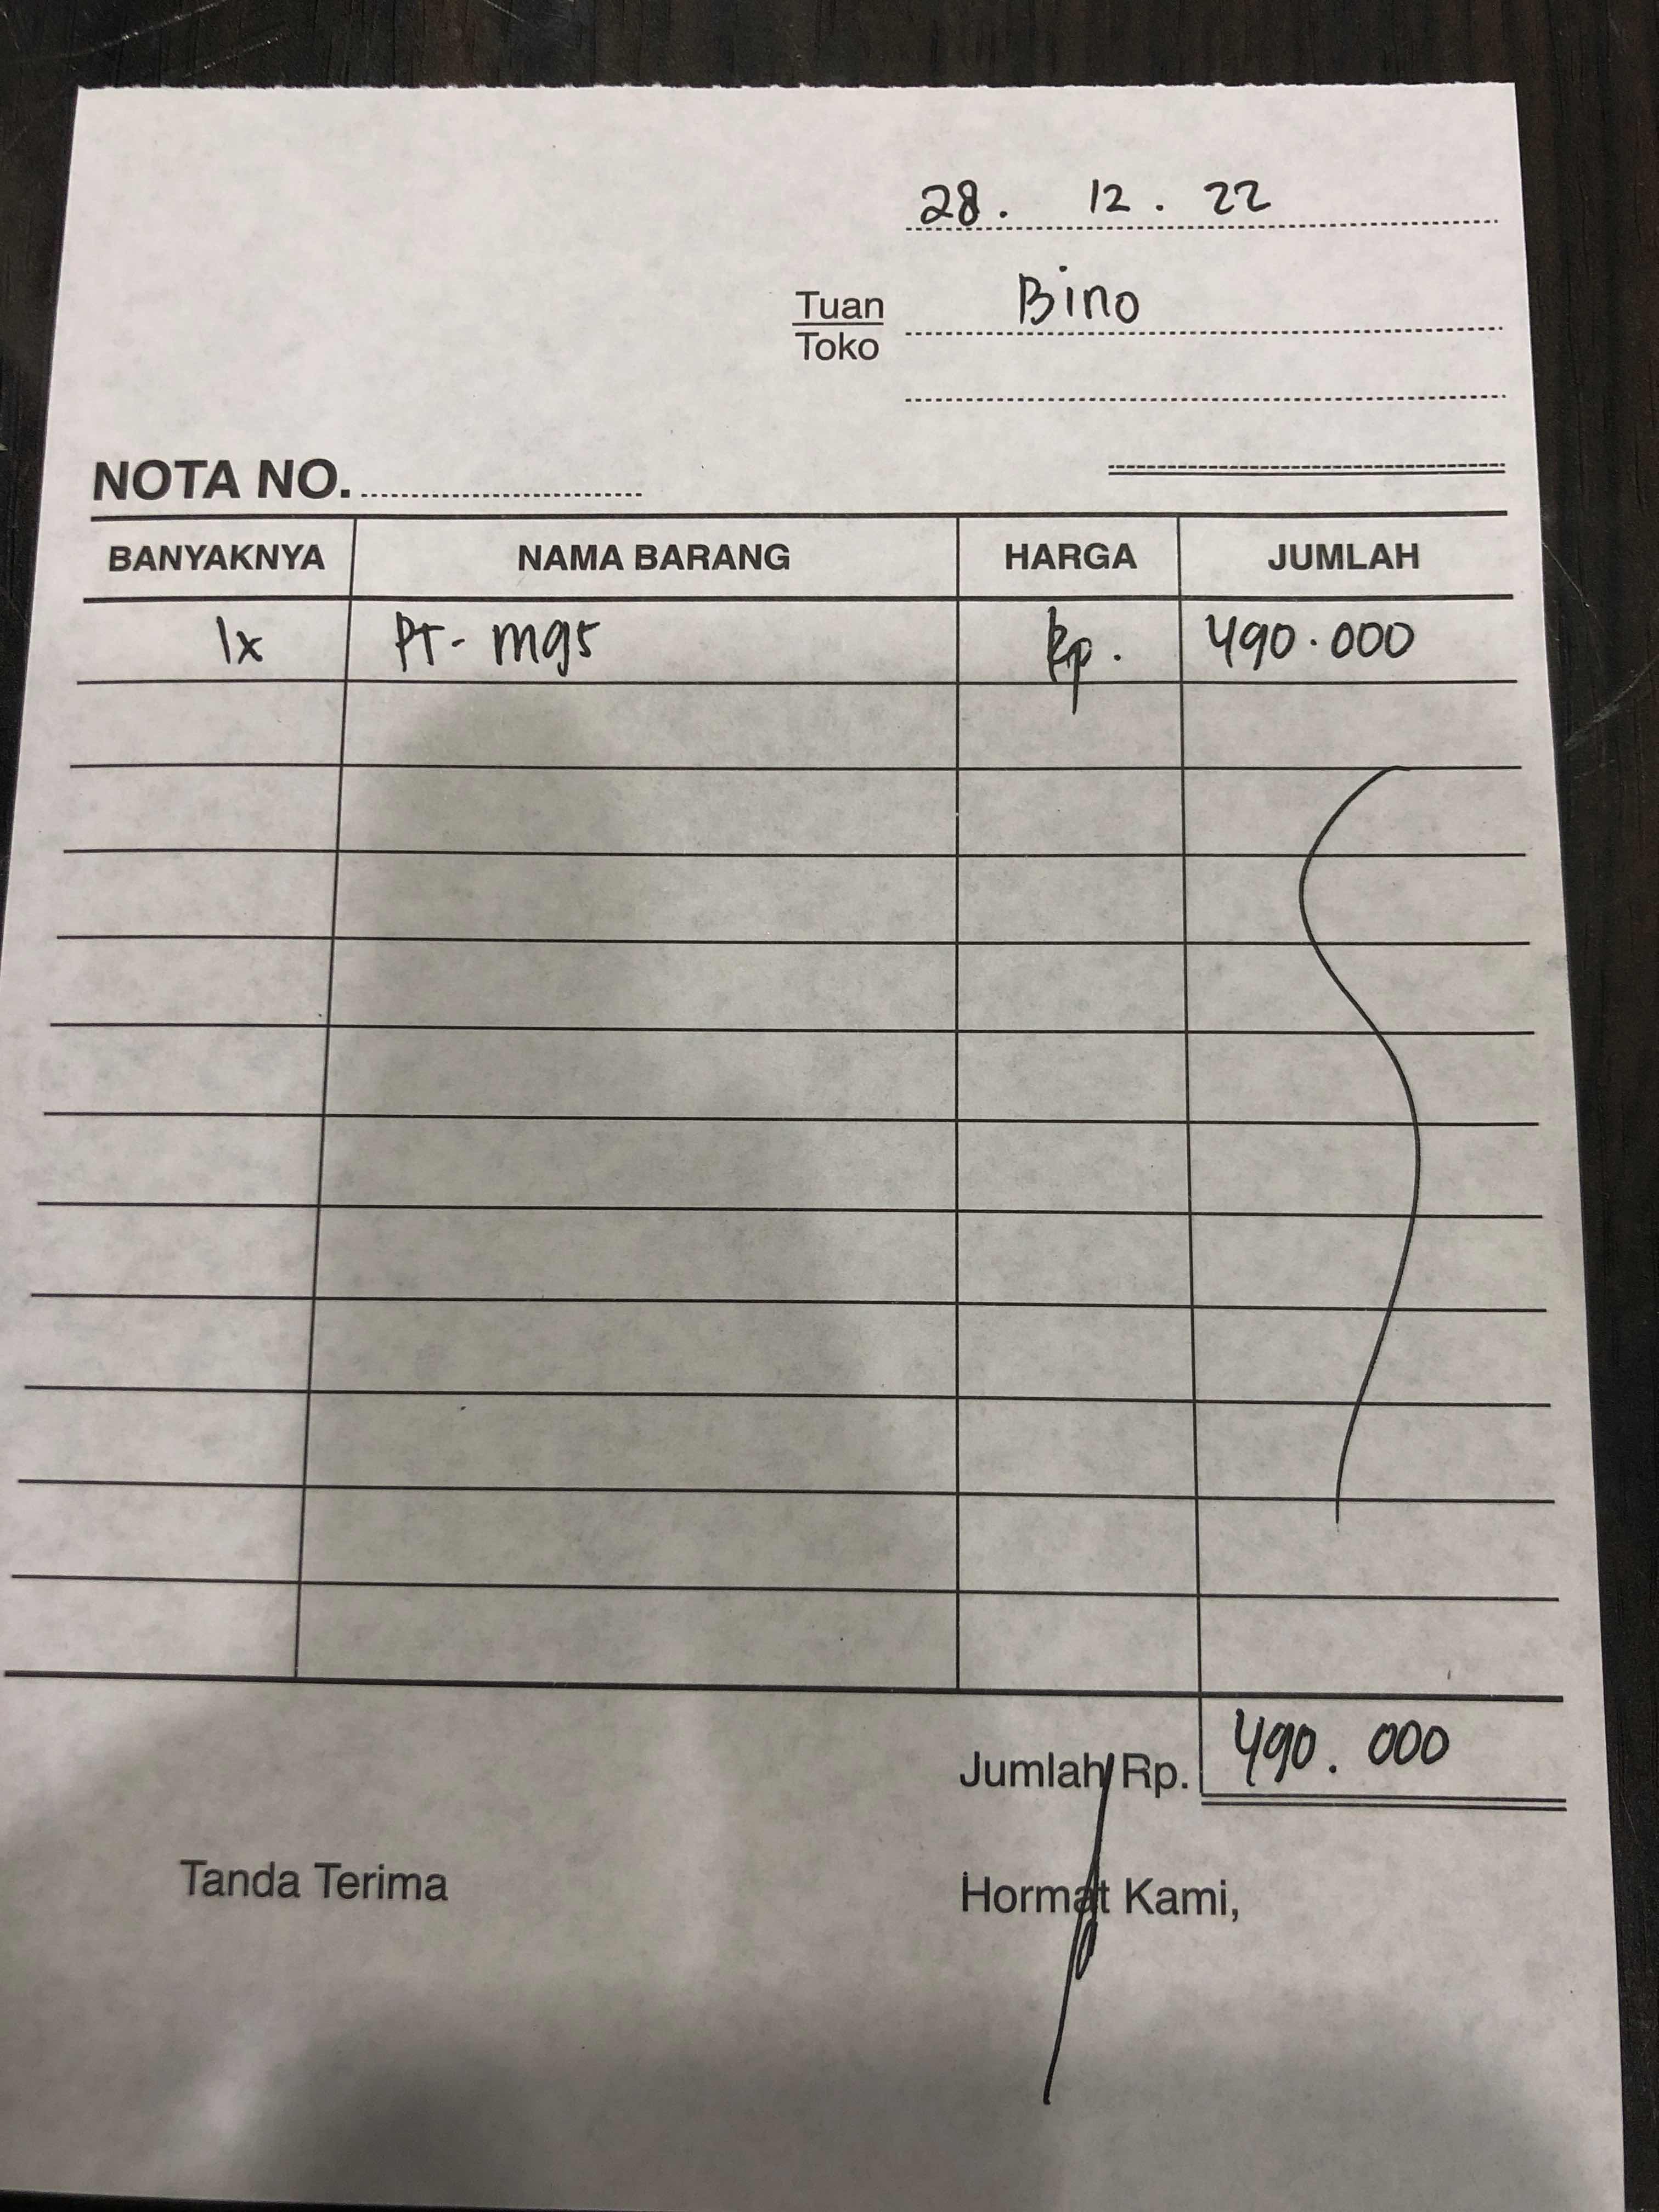 28. 12. 22
Tuan Bino
Toko
NOTA NO.
BANYAKNYA NAMA BARANG HARGA JUMLAH
1x PT- mg5 Rp. 490.000
Jumlah Rp. 490.000
Tanda Terima Hormat Kami,